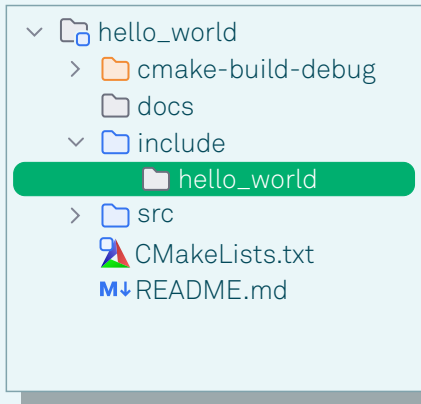 hello_world
cmake-build-debug
docs
include
hello_world
src
CMakeLists.txt
M↓ README.md